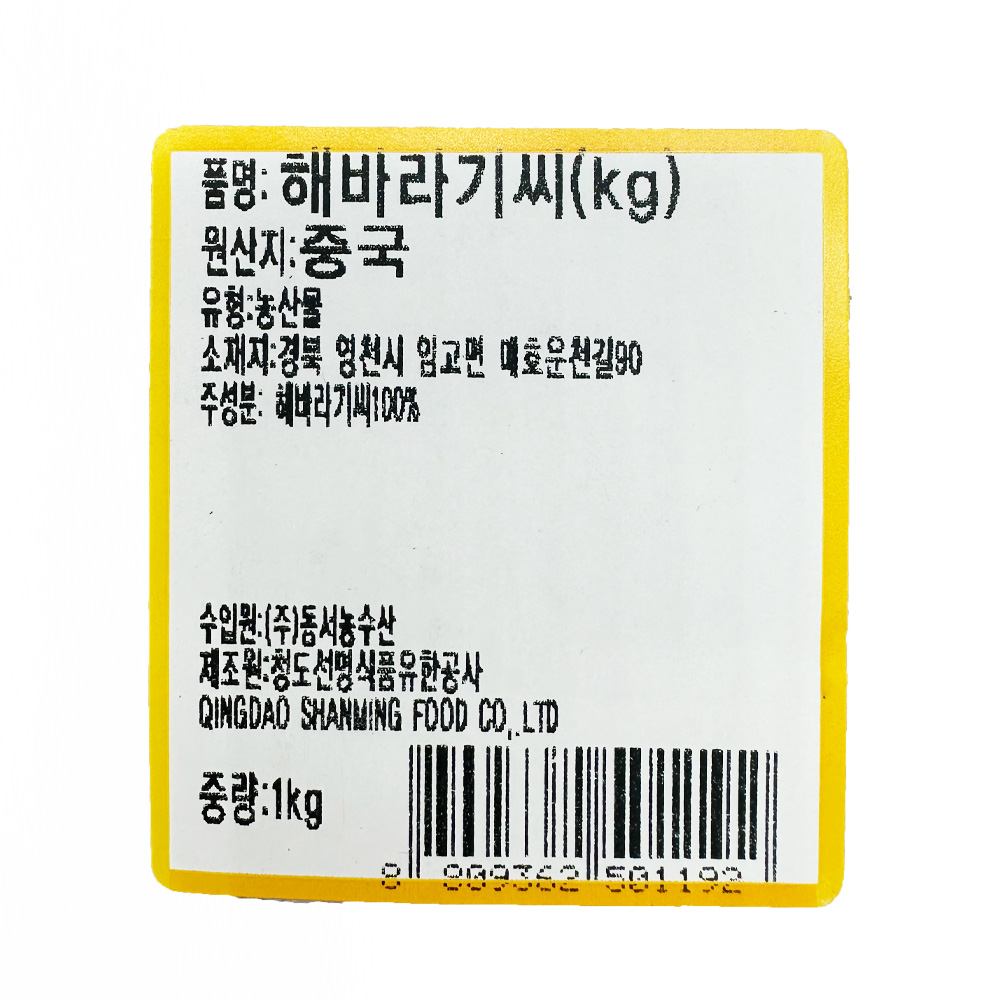 품명: 해바라기씨(kg)
원산지:중국
유형:농산물
소재지:경북 영천시 임고면 매호운천길90
주성분: 해바라기씨100%
수입원:(주)동서농수산
제조원:청도선명식품유한공사
QINGDAO SHANMING FOOD CO,.LTD
중량:1kg
8 809362 501192